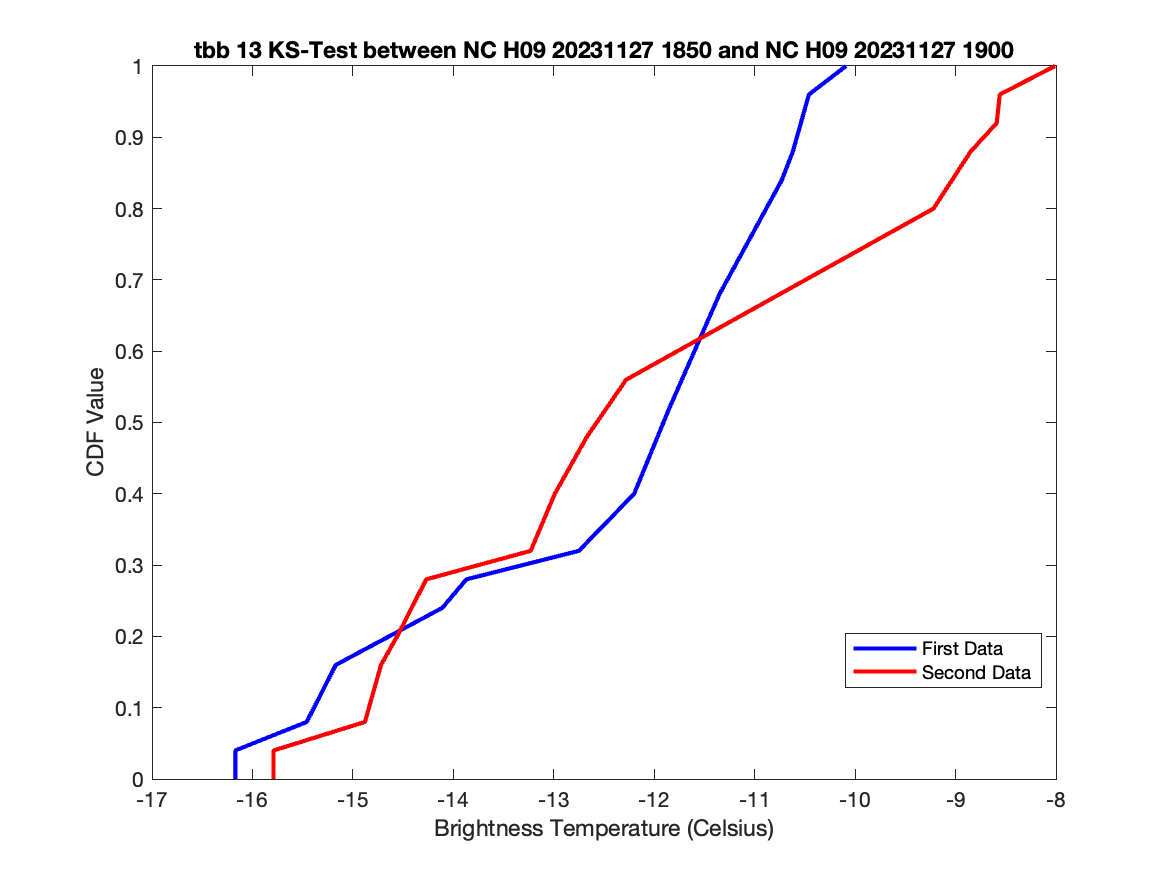 tbb 13 KS-Test between NC H09 20231127 1850 and NC H09 20231127 1900
1
0.9
0.8
0.7
0.6
0.5
0.4
0.3
0.2
0.1
0
CDF Value
First Data
Second Data
-17 -16 -15 -14 -13 -12 -11 -10 -9 -8
Brightness Temperature (Celsius)